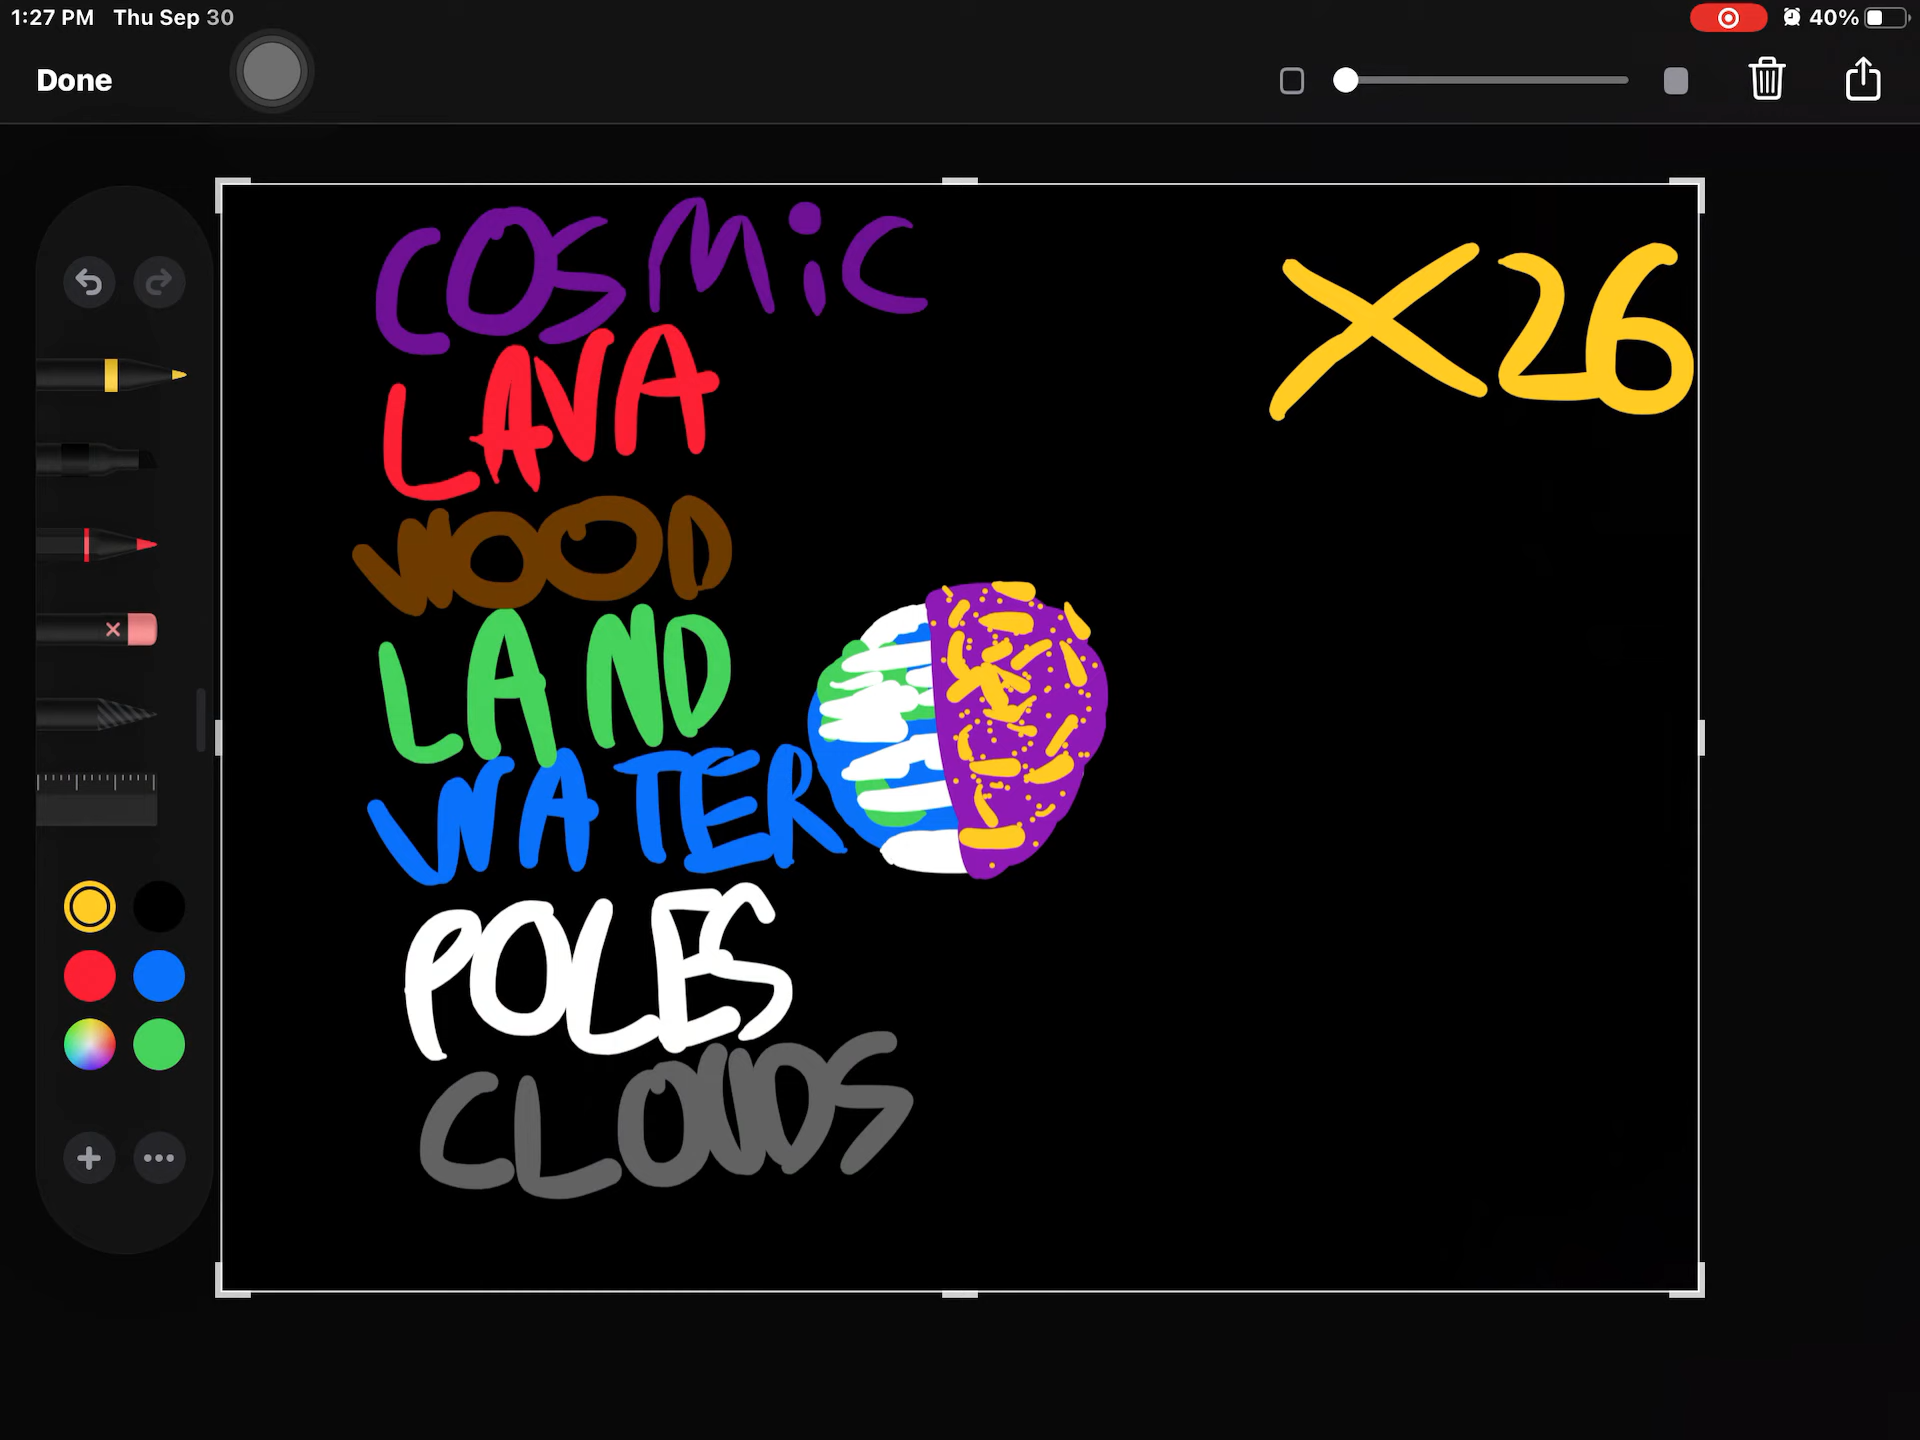 1:27 PM Thu Sep 30
40%
Done
COSMiC
X26
LAVA
WOOD
LAND
WATER
POLES
CLOUDS